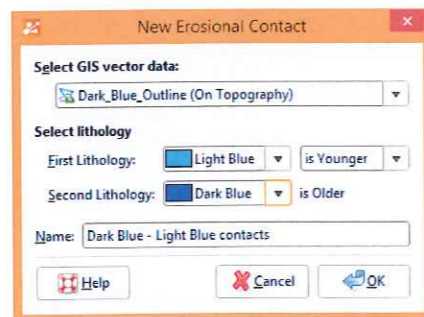 New Erosional Contact
Select GIS vector data:
Dark_Blue_Outline (On Topography)
Select lithology
First Lithology: Light Blue is Younger
Second Lithology: Dark Blue is Older
Name: Dark Blue - Light Blue contacts
Help Cancel OK